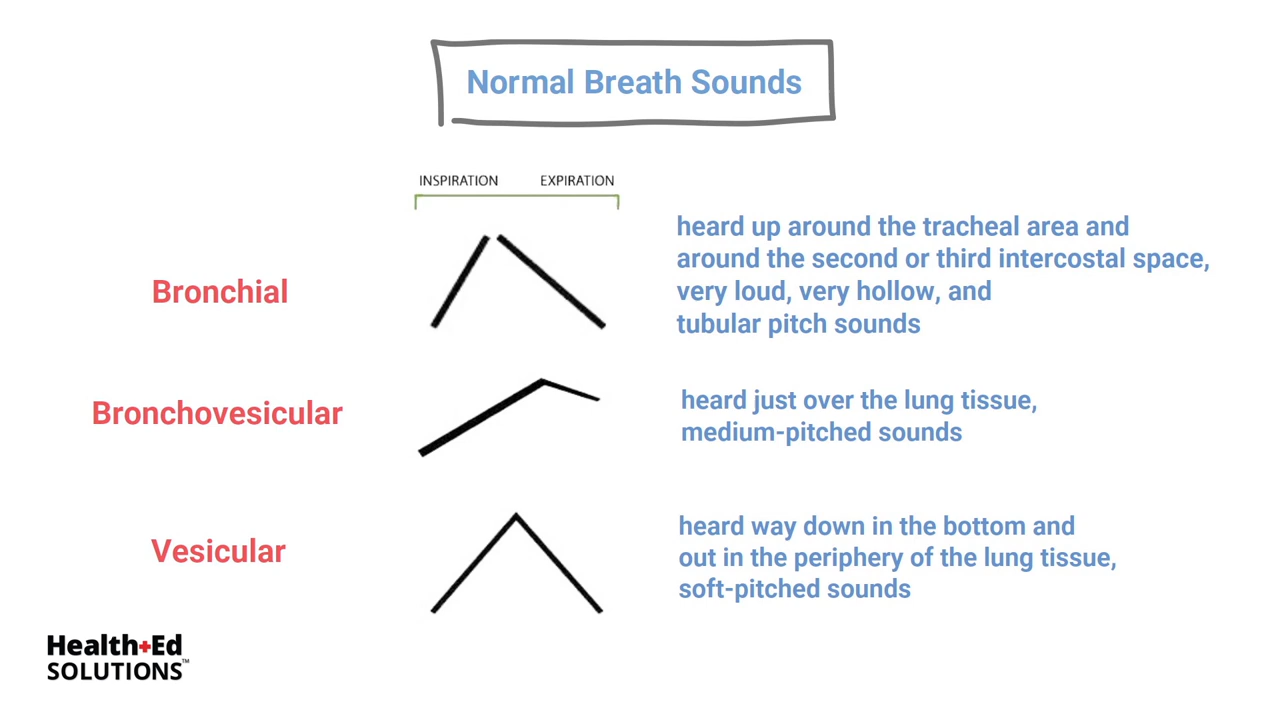 Normal Breath Sounds
INSPIRATION EXPIRATION
Bronchial
heard up around the tracheal area and
around the second or third intercostal space,
very loud, very hollow, and
tubular pitch sounds
Bronchovesicular
heard just over the lung tissue,
medium-pitched sounds
Vesicular
heard way down in the bottom and
out in the periphery of the lung tissue,
soft-pitched sounds
Health+Ed
SOLUTIONS™